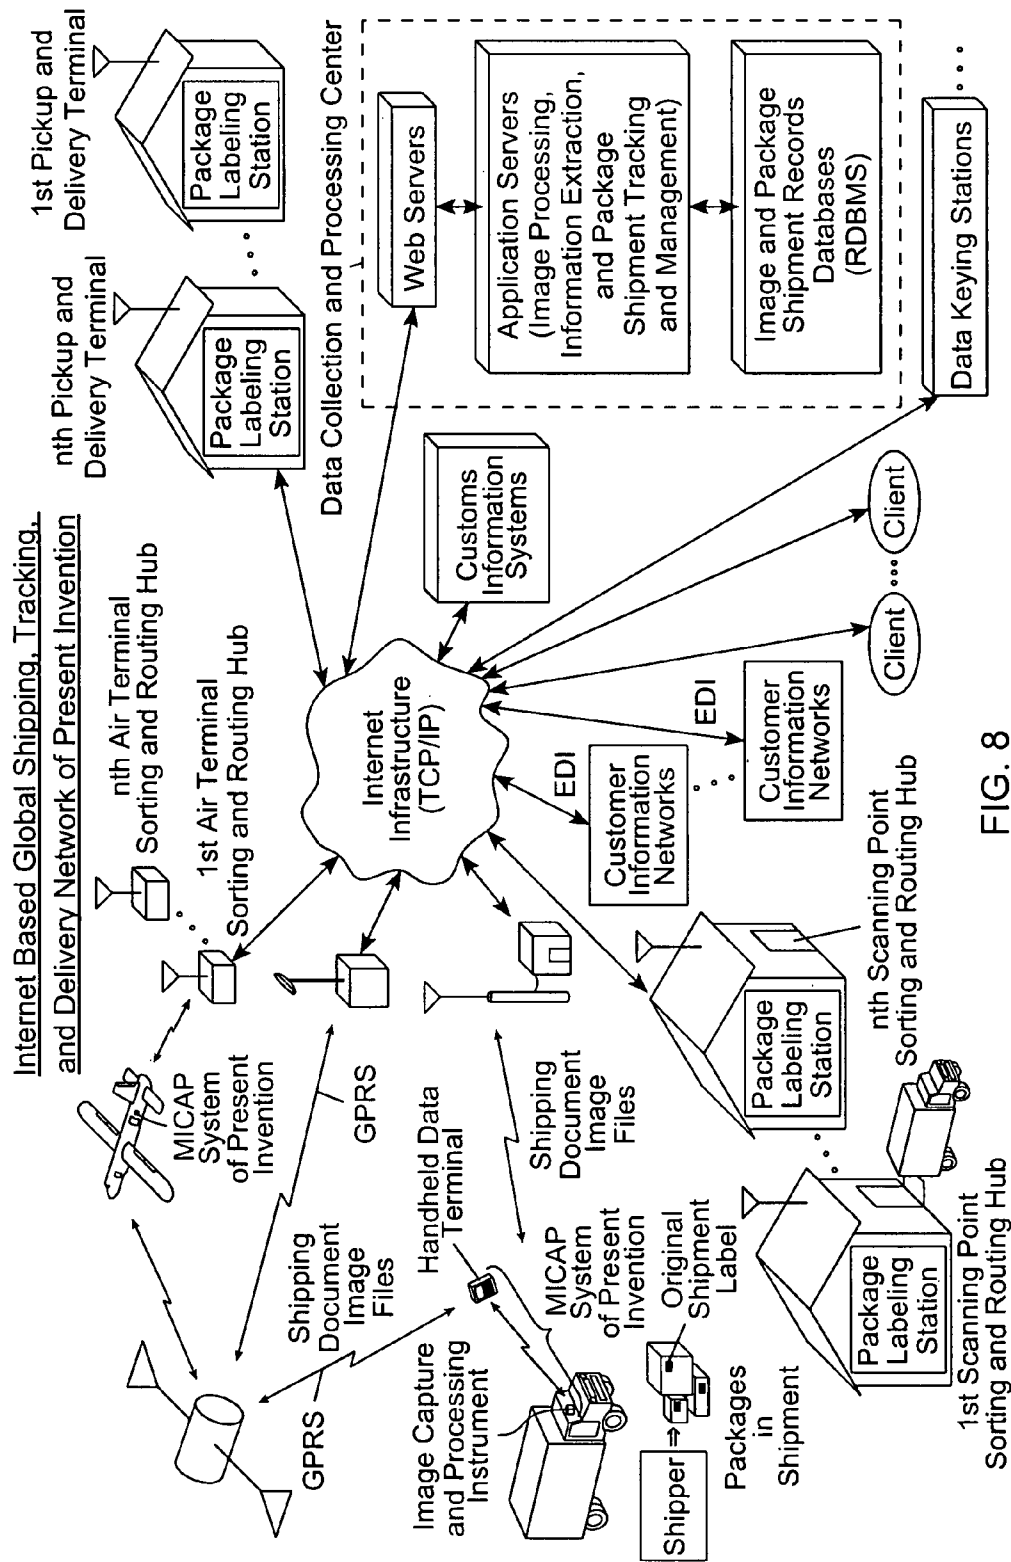 Internet Based Global Shipping, Tracking,
and Delivery Network of Present Invention
nth Air Terminal
Sorting and Routing Hub
1st Air Terminal
Sorting and Routing Hub
MICAP
System
of Present
Invention
GPRS
Shipping
Document
Image
Files
GPRS
Handheld Data
Terminal
Image Capture
and Processing
Instrument
MICAP
System
of Present
Invention
Shipping
Document
Image
Files
Shipper
Packages
in
Shipment
Original
Shipment
Label
Package
Labeling
Station
1st Scanning Point
Sorting and Routing Hub
Package
Labeling
Station
nth Scanning Point
Sorting and Routing Hub
Internet
Infrastructure
(TCP/IP)
EDI
Customer
Information
Networks
EDI
Customer
Information
Networks
Client
Client
Customs
Information
Systems
nth Pickup and
Delivery Terminal
Package
Labeling
Station
1st Pickup and
Delivery Terminal
Package
Labeling
Station
Data Collection and Processing Center
Web Servers
Application Servers
(Image Processing,
Information Extraction,
and Package
Shipment Tracking
and Management)
Image and Package
Shipment Records
Databases
(RDBMS)
Data Keying Stations
FIG. 8